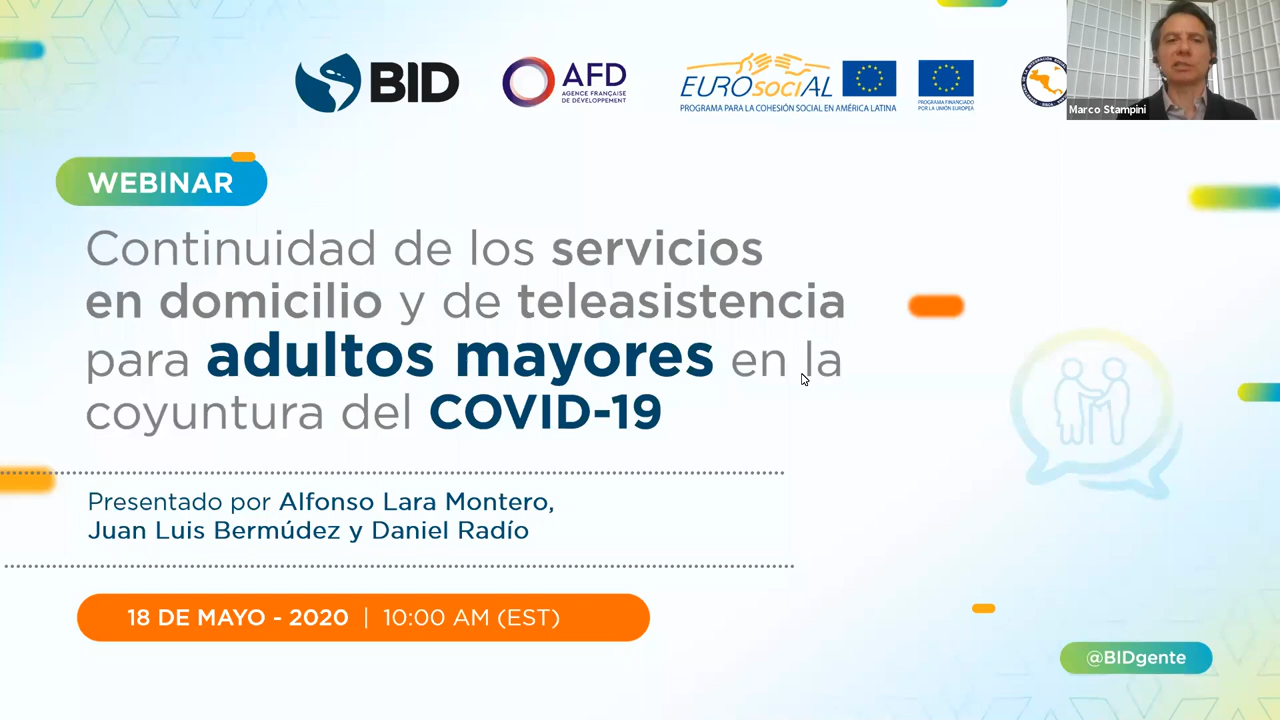 BID
AFD
AGENCE FRANÇAISE
DE DÉVELOPPEMENT
EUROsociAL
PROGRAMA PARA LA COHESIÓN SOCIAL EN AMÉRICA LATINA
PROGRAMA FINANCIADO
POR LA UNIÓN EUROPEA
Marco Stampini
WEBINAR
Continuidad de los servicios
en domicilio y de teleasistencia
para adultos mayores en la
coyuntura del COVID-19
Presentado por Alfonso Lara Montero,
Juan Luis Bermúdez y Daniel Radío
18 DE MAYO - 2020 | 10:00 AM (EST)
@BIDgente